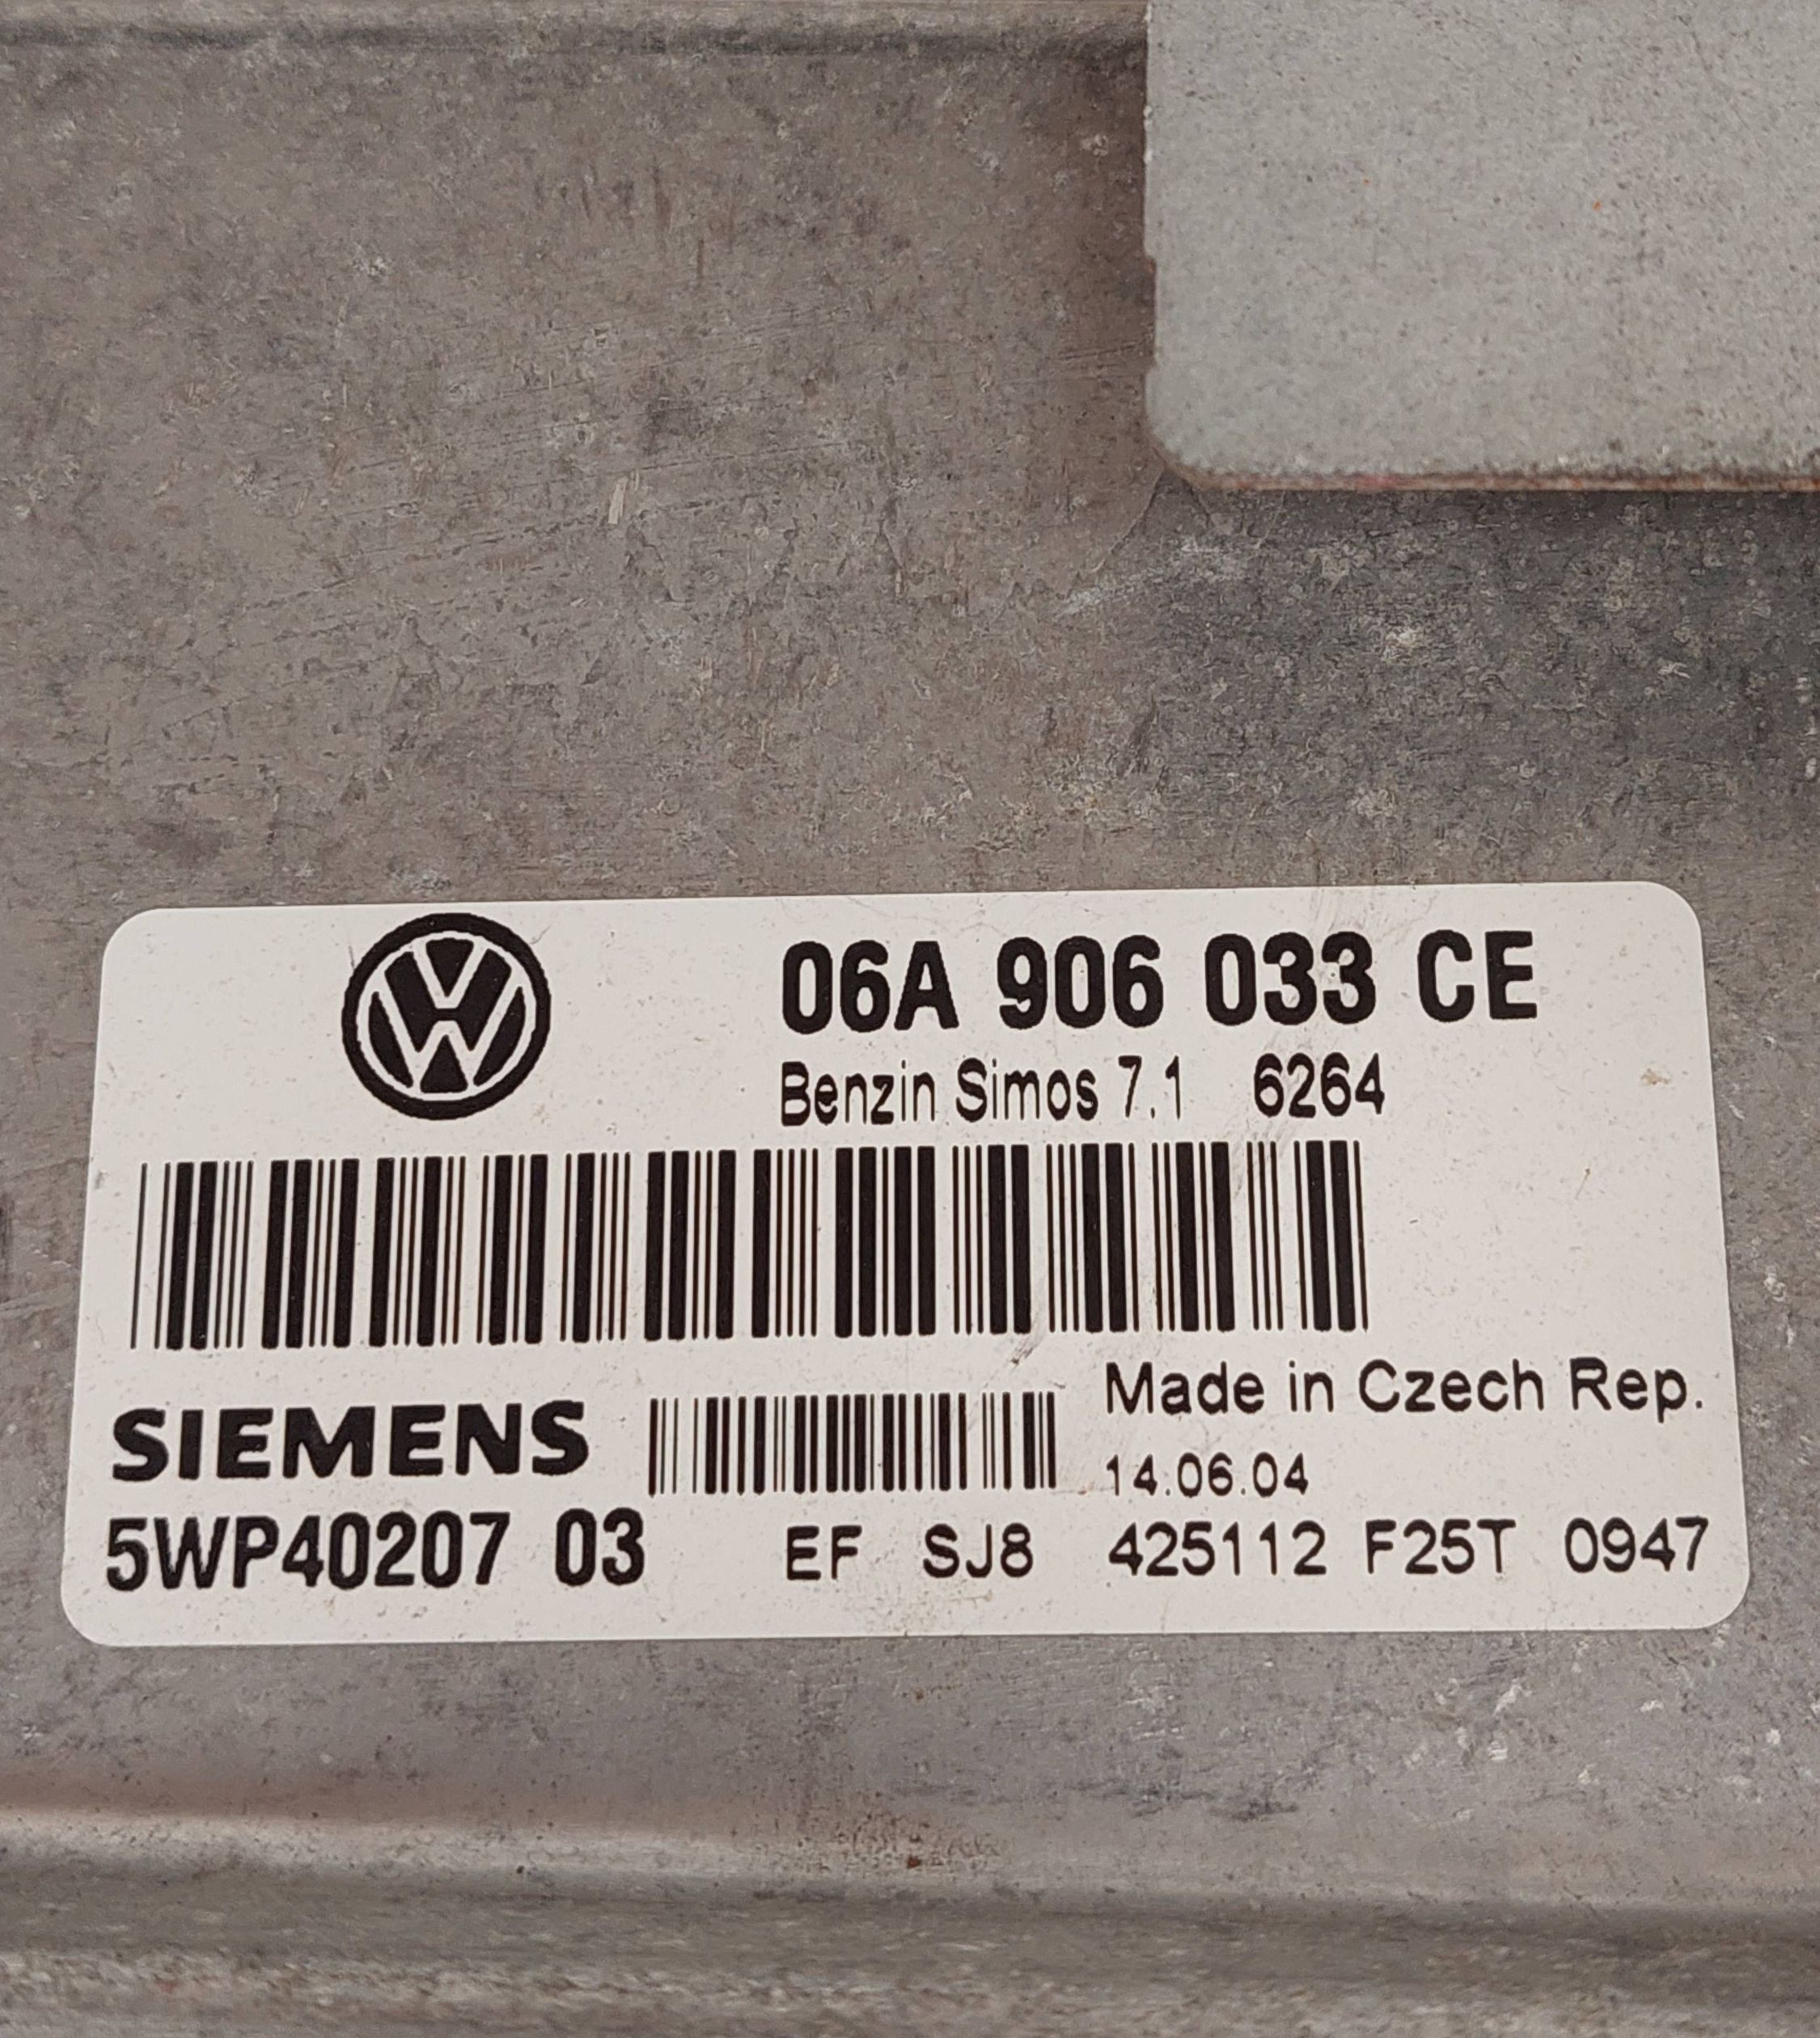 06A 906 033 CE
Benzin Simos 7.1 6264
SIEMENS
Made in Czech Rep.
14.06.04
5WP40207 03 EF SJ8 425112 F25T 0947